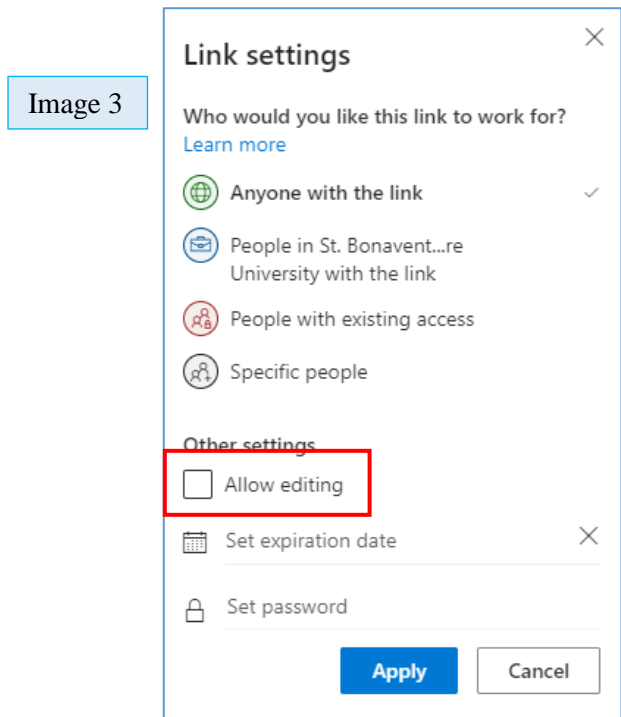 Link settings
Image 3
Who would you like this link to work for?
Learn more
Anyone with the link
People in St. Bonavent...re
University with the link
People with existing access
Specific people
Other settings
Allow editing
Set expiration date
Set password
Apply Cancel